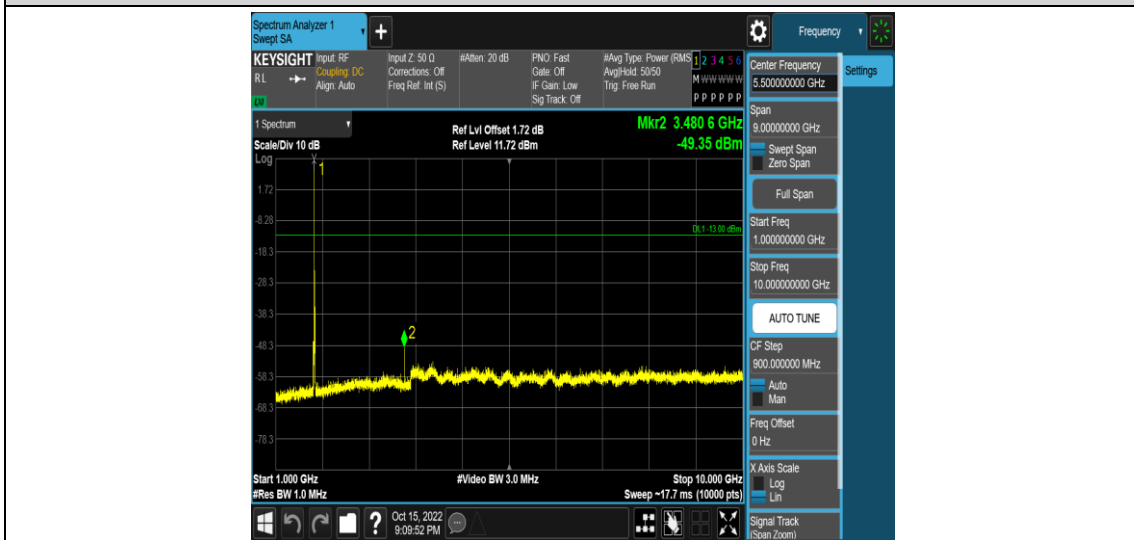 Spectrum Analyzer 1
Swept SA
+
Frequency
KEYSIGHT
RL
LXI
Input: RF
Coupling: DC
Align: Auto
Input Z: 50 Ω
Corrections: Off
Freq Ref: Int (S)
#Atten: 20 dB
PNO: Fast
Gate: Off
IF Gain: Low
Sig Track: Off
#Avg Type: Power (RMS
Avg|Hold: 50/50
Trig: Free Run
1 2 3 4 5 6
M W W W W W
P P P P P P
Center Frequency
5.500000000 GHz
Settings
Span
9.00000000 GHz
Swept Span
Zero Span
Full Span
Start Freq
1.000000000 GHz
Stop Freq
10.000000000 GHz
AUTO TUNE
CF Step
900.000000 MHz
Auto
Man
Freq Offset
0 Hz
X Axis Scale
Log
Lin
Signal Track
(Span Zoom)
1 Spectrum
Scale/Div 10 dB
Log
Ref Lvl Offset 1.72 dB
Ref Level 11.72 dBm
Mkr2 3.480 6 GHz
-49.35 dBm
1
1.72
-8.28
DL1 -13.00 dBm
-18.3
-28.3
-38.3
2
-48.3
-58.3
-68.3
-78.3
Start 1.000 GHz
#Res BW 1.0 MHz
#Video BW 3.0 MHz
Stop 10.000 GHz
Sweep ~17.7 ms (10000 pts)
?
Oct 15, 2022
9:09:52 PM